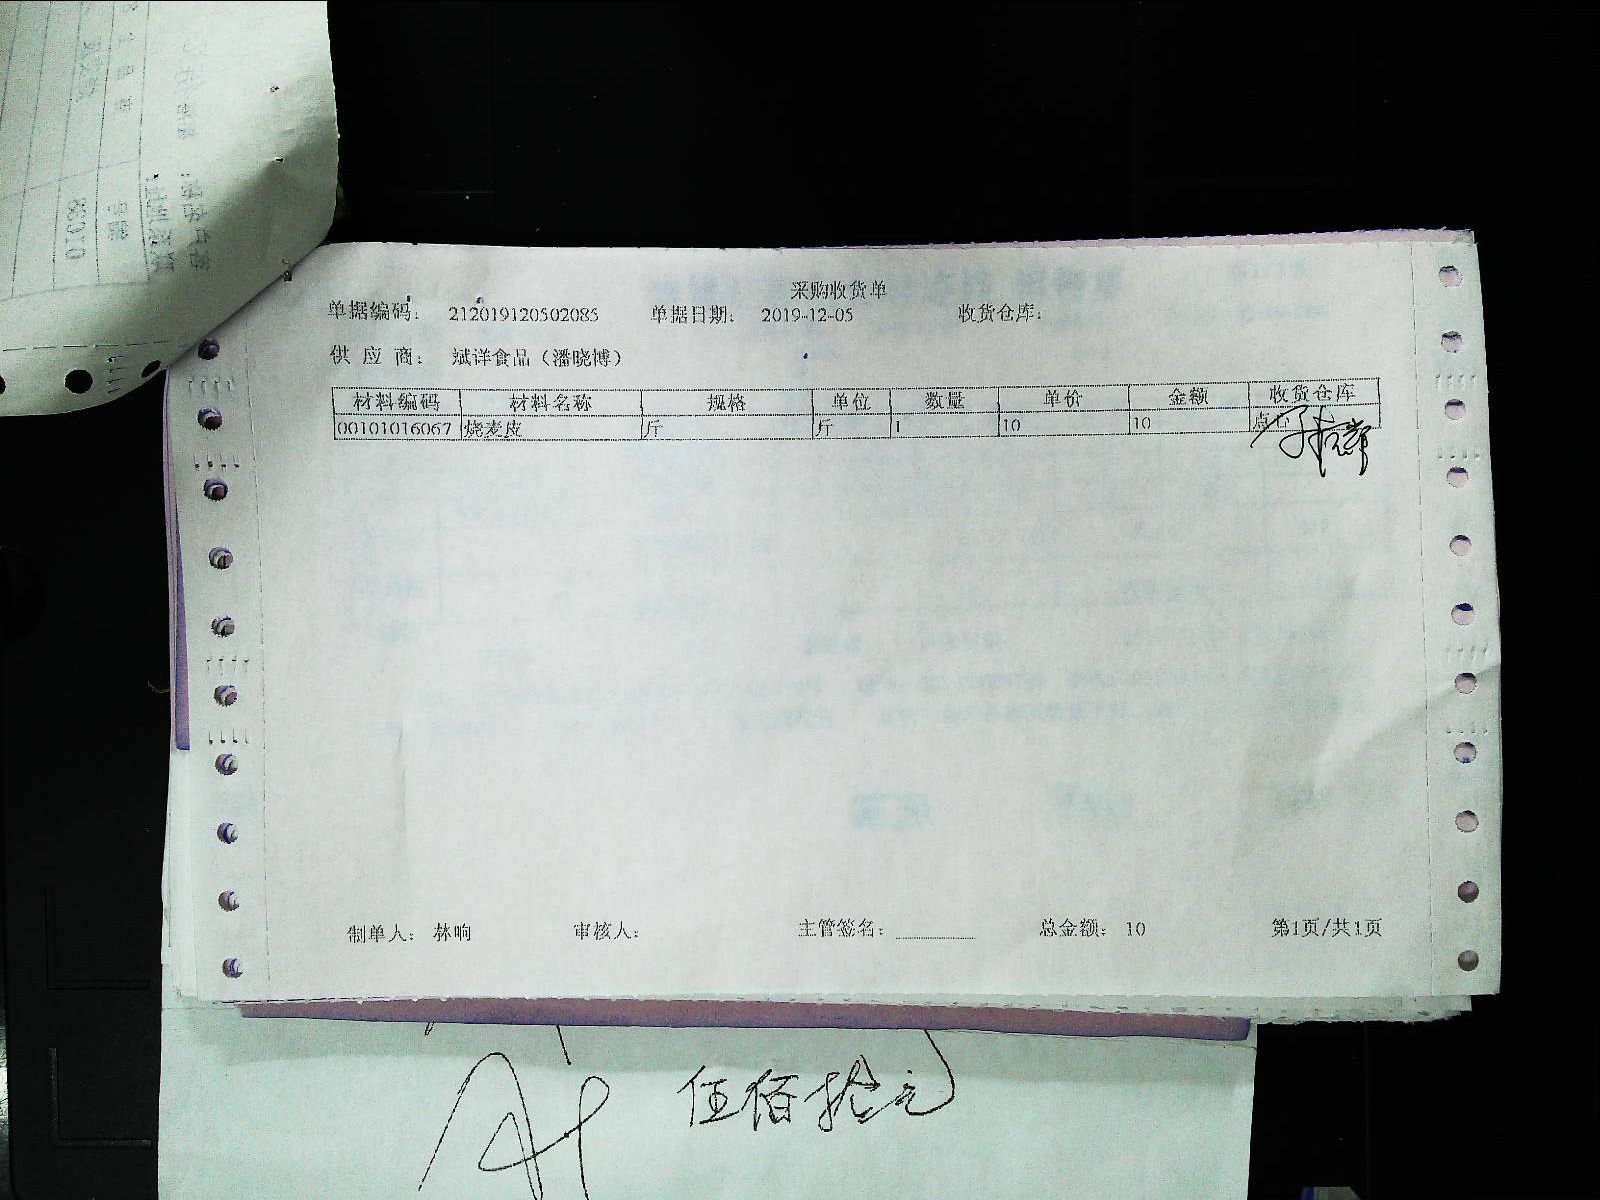 采购收货单
单据编码: 212019120502085 单据日期: 2019-12-05 收货仓库:
供应商: 斌详食品（潘晓博）
材料编码 材料名称 规格 单位 数量 单价 金额 收货仓库
00101016067 烧麦皮 斤 斤 1 10 10 点心
制单人: 林响 审核人: 主管签名: 总金额: 10 第1页/共1页
伍佰拾元